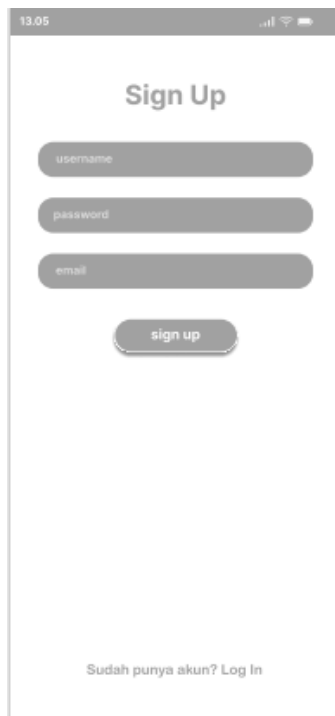 13.05
Sign Up
username
password
email
sign up
Sudah punya akun? Log In